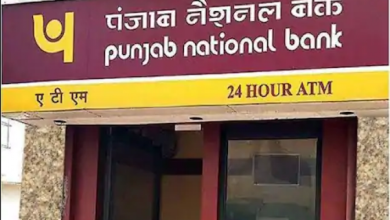 पंजाब नैशनल बैंक
punjab national bank
ए टी एम 24 HOUR ATM